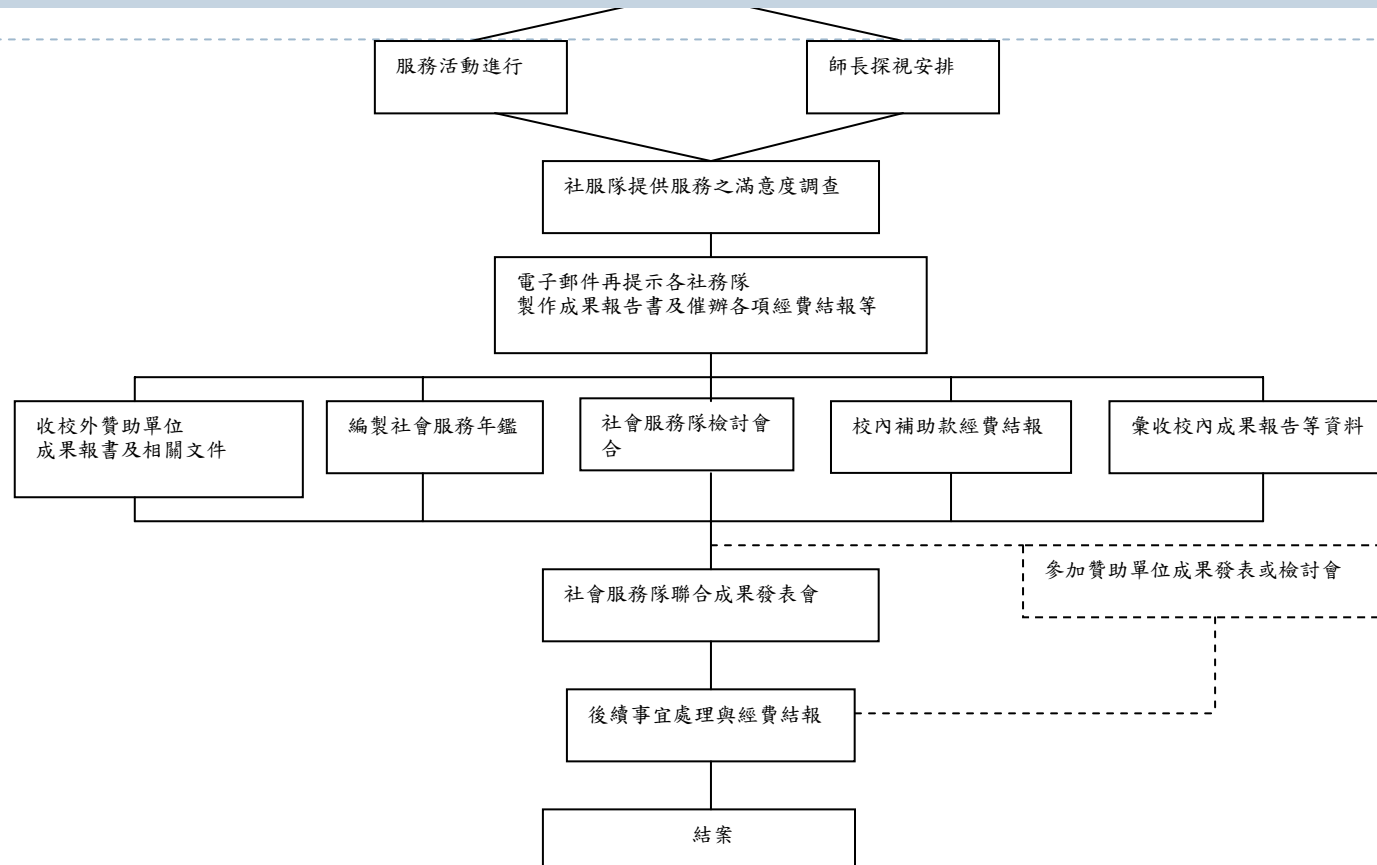 服務活動進行
師長探視安排
社服隊提供服務之滿意度調查
電子郵件再提示各社務隊
製作成果報告書及催辦各項經費結報等
收校外贊助單位
成果報書及相關文件
編製社會服務年鑑
社會服務隊檢討會
合
校內補助款經費結報
彙收校內成果報告等資料
參加贊助單位成果發表或檢討會
社會服務隊聯合成果發表會
後續事宜處理與經費結報
結案